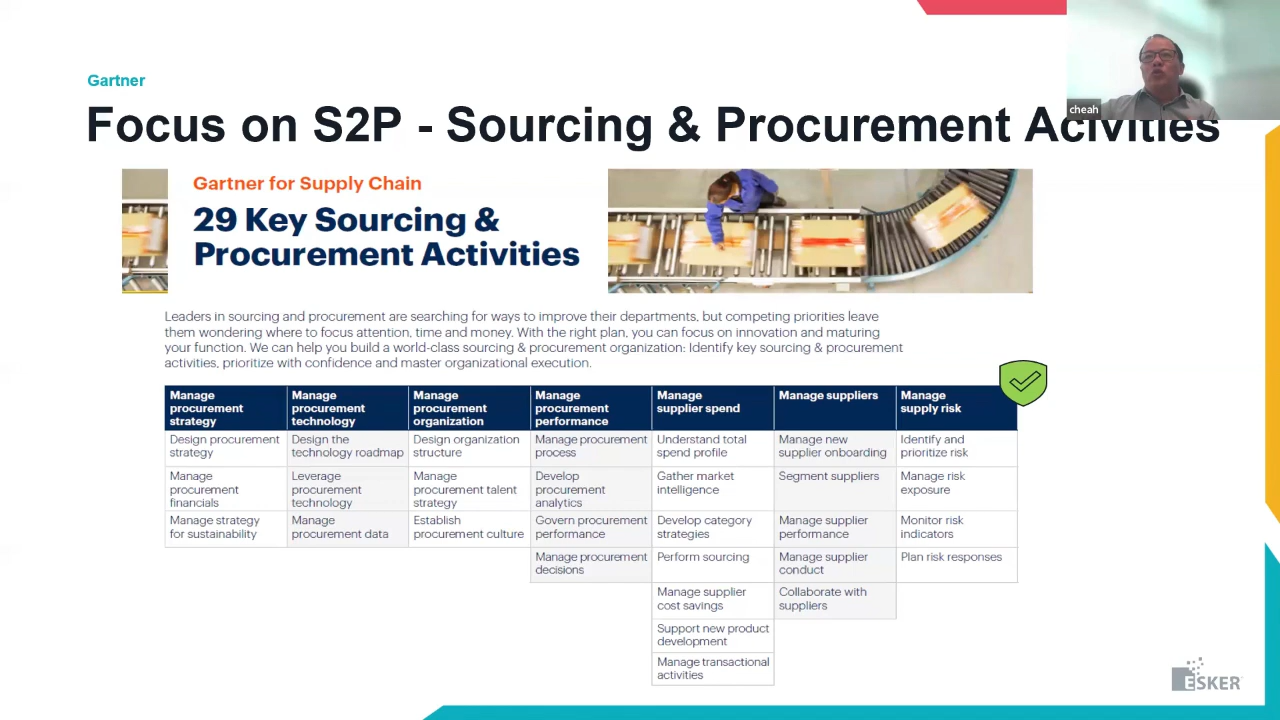 cheah
Gartner
Focus on S2P - Sourcing & Procurement Acivities
Gartner for Supply Chain
29 Key Sourcing &
Procurement Activities
Leaders in sourcing and procurement are searching for ways to improve their departments, but competing priorities leave
them wondering where to focus attention, time and money. With the right plan, you can focus on innovation and maturing
your function. We can help you build a world-class sourcing & procurement organization: Identify key sourcing & procurement
activities, prioritize with confidence and master organizational execution.
Manage
procurement
strategy
Design procurement
strategy
Manage
procurement
financials
Manage strategy
for sustainability
Manage
procurement
technology
Design the
technology roadmap
Leverage
procurement
technology
Manage
procurement data
Manage
procurement
organization
Design organization
structure
Manage
procurement talent
strategy
Establish
procurement culture
Manage
procurement
performance
Manage procurement
process
Develop
procurement
analytics
Govern procurement
performance
Manage procurement
decisions
Manage
supplier spend
Understand total
spend profile
Gather market
intelligence
Develop category
strategies
Perform sourcing
Manage supplier
cost savings
Support new product
development
Manage transactional
activities
Manage suppliers
Manage new
supplier onboarding
Segment suppliers
Manage supplier
performance
Manage supplier
conduct
Collaborate with
suppliers
Manage
supply risk
Identify and
prioritize risk
Manage risk
exposure
Monitor risk
indicators
Plan risk responses
ESKER